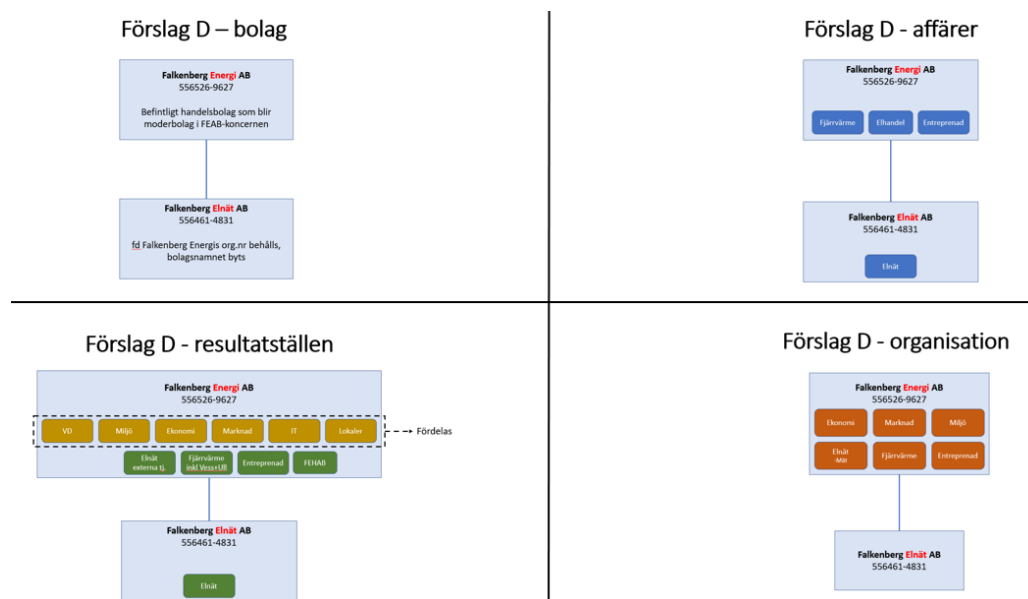 Förslag D – bolag
Falkenberg Energi AB
556526-9627
Befintligt handelsbolag som blir
moderbolag i FEAB-koncernen
Falkenberg Elnät AB
556461-4831
fd Falkenberg Energis org.nr behålls,
bolagsnamnet byts
Förslag D - affärer
Falkenberg Energi AB
556526-9627
Fjärrvärme Elhandel Entreprenad
Falkenberg Elnät AB
556461-4831
Elnät
Förslag D - resultatställen
Falkenberg Energi AB
556526-9627
VD Miljö Ekonomi Marknad IT Lokaler Fördelas
Elnät
externa tj.
Fjärrvärme
inkl Vess+Ull
Entreprenad
FEHAB
Falkenberg Elnät AB
556461-4831
Elnät
Förslag D - organisation
Falkenberg Energi AB
556526-9627
Ekonomi Marknad Miljö
Elnät
-Mät
Fjärrvärme
Entreprenad
Falkenberg Elnät AB
556461-4831